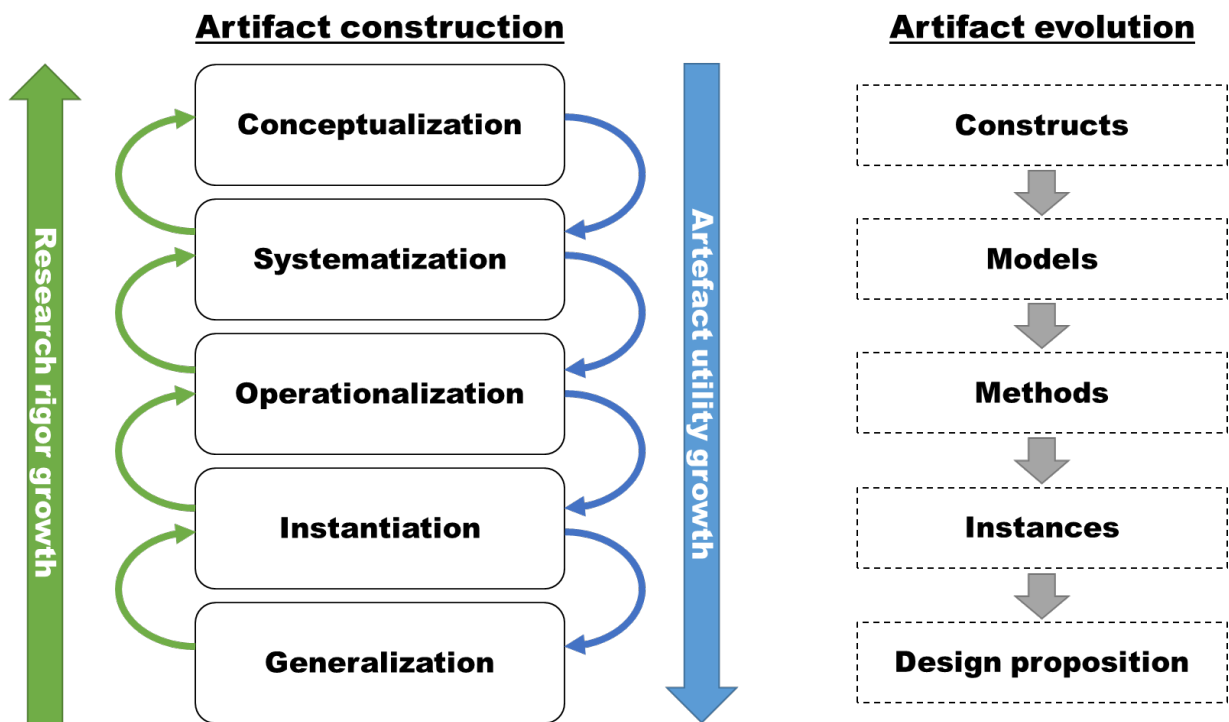 Artifact construction
Artifact evolution
Research rigor growth
Conceptualization
Systematization
Operationalization
Instantiation
Generalization
Artefact utility growth
Constructs
Models
Methods
Instances
Design proposition